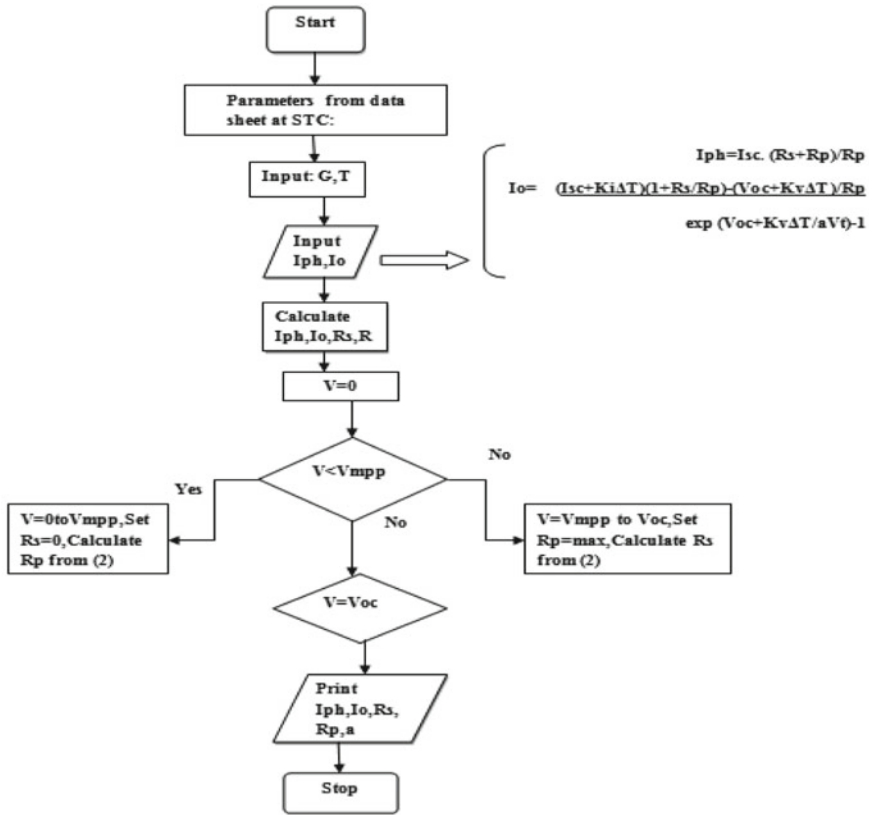 Start
Parameters from data
sheet at STC:
Input: G,T
Input
Iph,Io
Iph=Isc. (Rs+Rp)/Rp
Io= (Isc+KiΔT)(1+Rs/Rp)-(Voc+KvΔT)/Rp
exp (Voc+KvΔT/aVt)-1
Calculate
Iph,Io,Rs,R
V=0
V<Vmpp
Yes
No
No
V=0toVmpp,Set
Rs=0,Calculate
Rp from (2)
V=Vmpp to Voc,Set
Rp=max,Calculate Rs
from (2)
V=Voc
Print
Iph,Io,Rs,
Rp,a
Stop